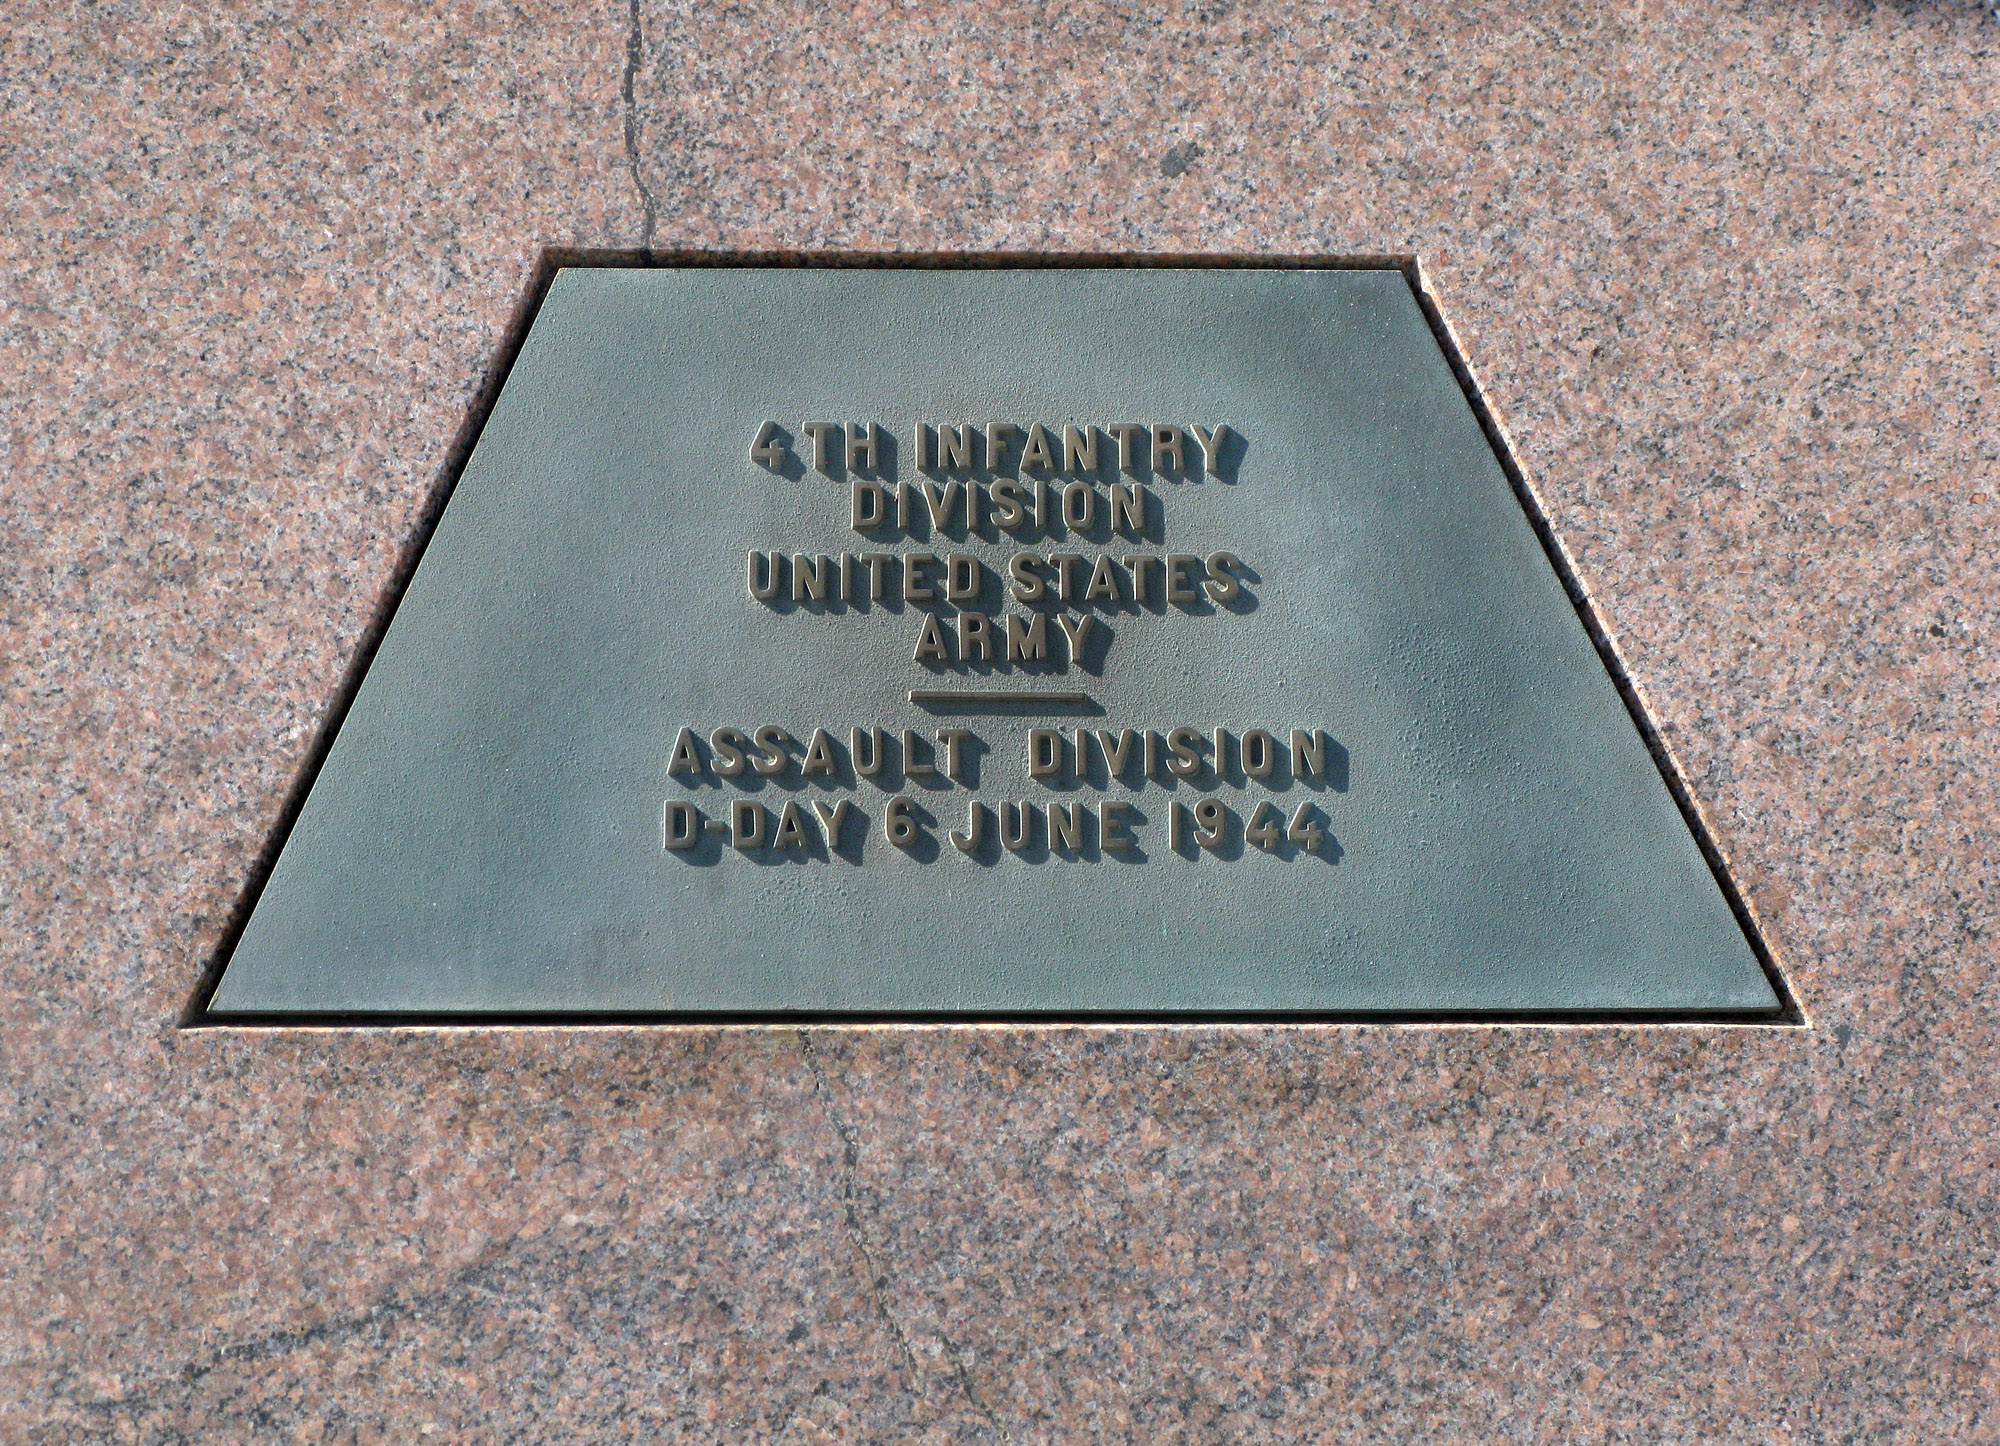 4TH INFANTRY
DIVISION
UNITED STATES
ARMY
ASSAULT DIVISION
D-DAY 6 JUNE 1944